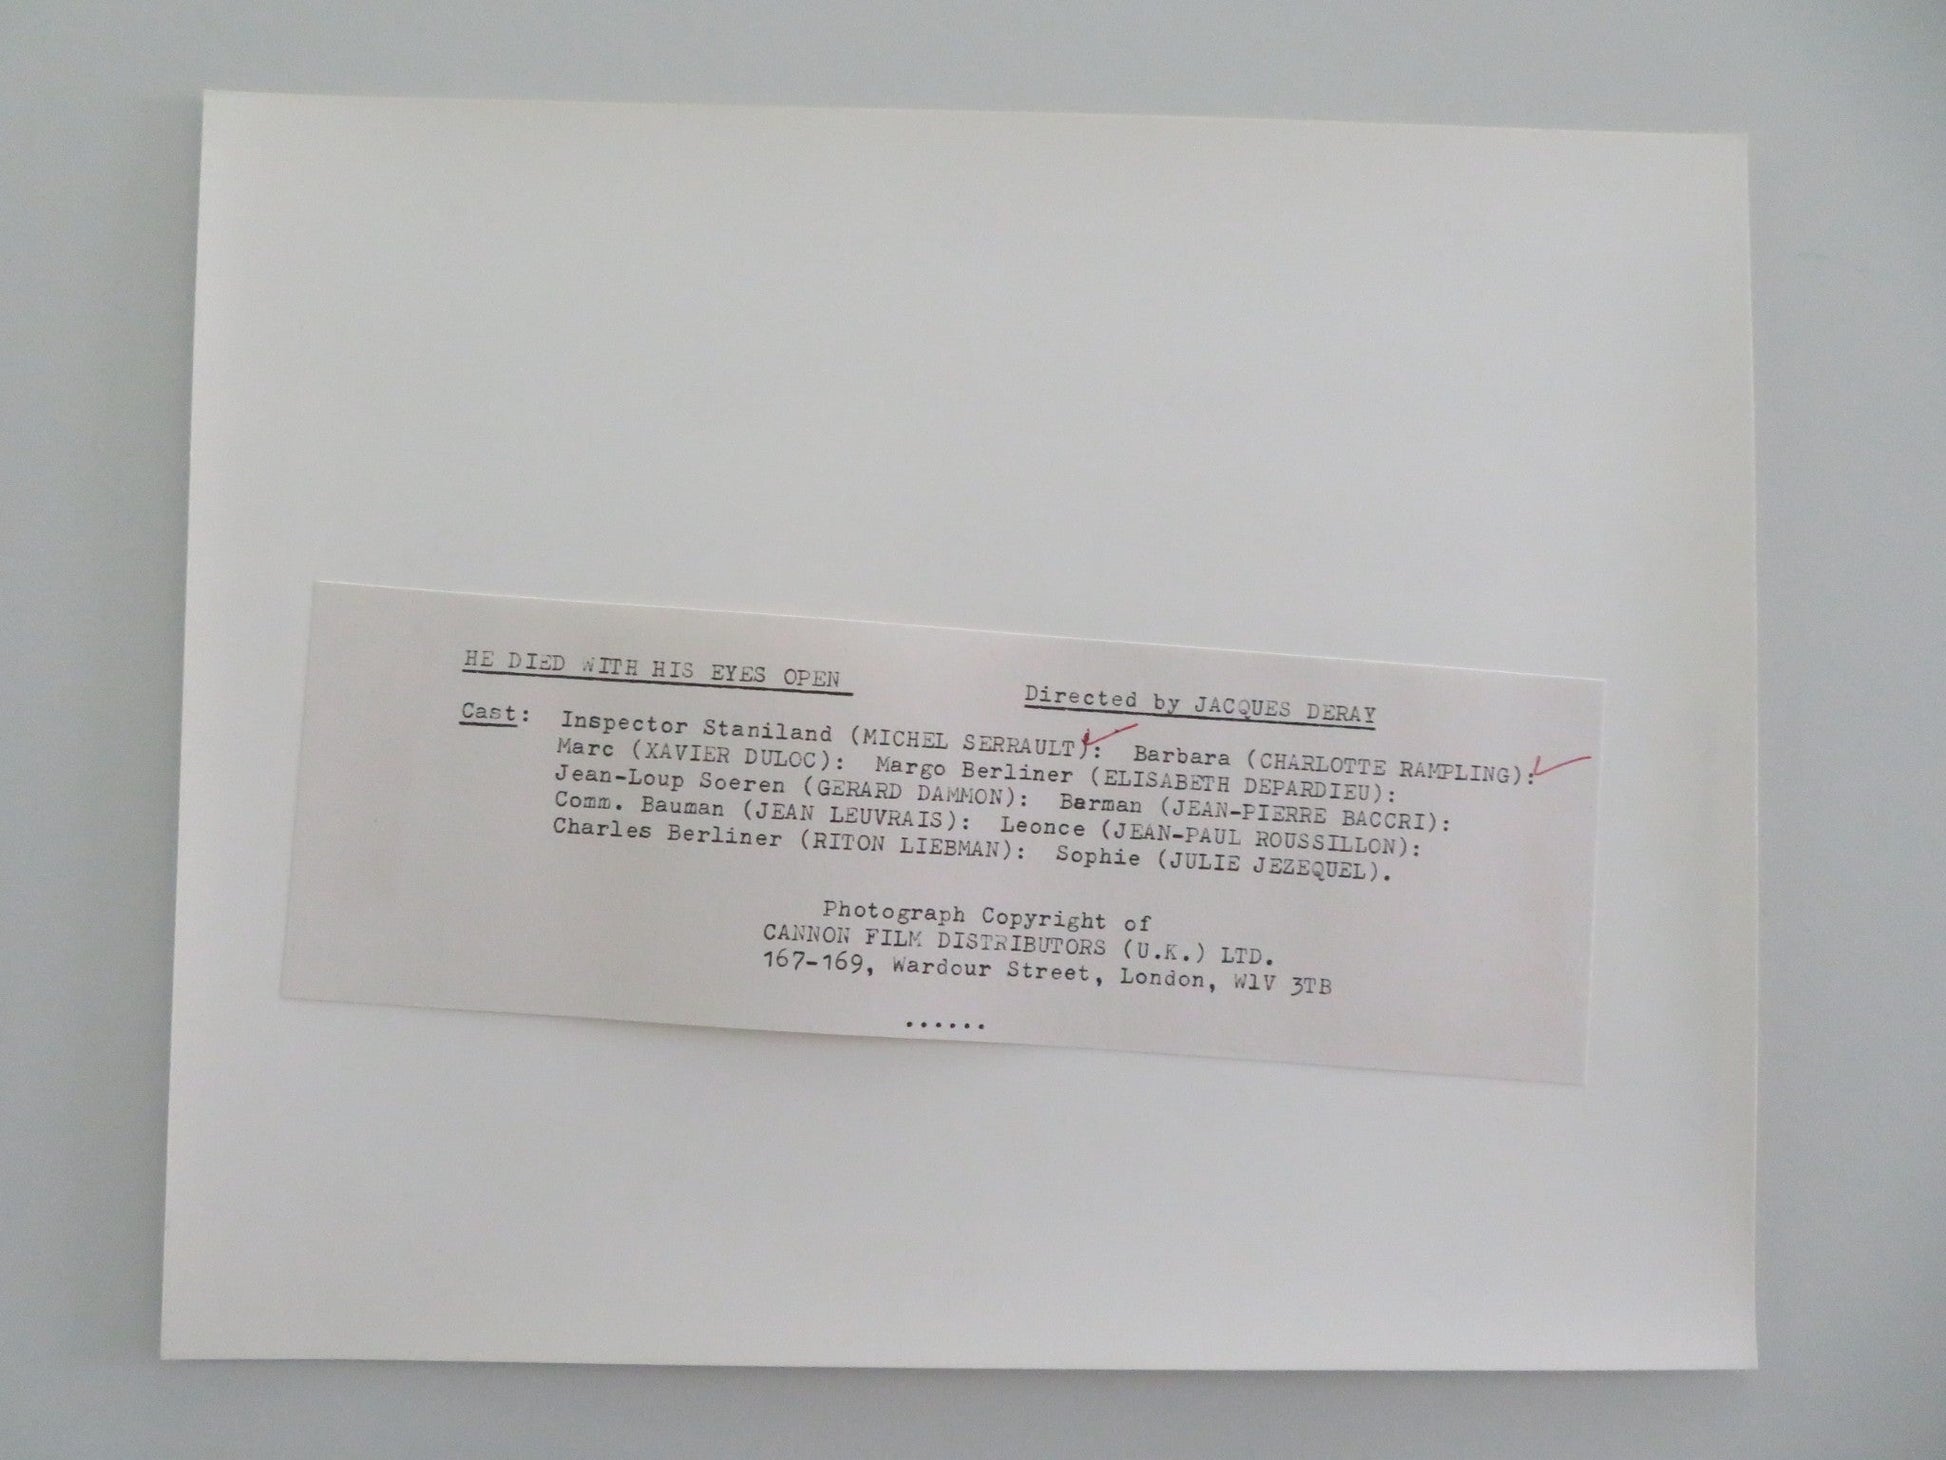 HE DIED WITH HIS EYES OPEN
Directed by JACQUES DERAY
Cast: Inspector Staniland (MICHEL SERRAULT): Barbara (CHARLOTTE RAMPLING):
Marc (XAVIER DULOC): Margo Berliner (ELISABETH DEPARDIEU):
Jean-Loup Soeren (GERARD DAMMON): Barman (JEAN-PIERRE BACCRI):
Comm. Bauman (JEAN LEUVRAIS): Leonce (JEAN-PAUL ROUSSILLON):
Charles Berliner (RITON LIEBMAN): Sophie (JULIE JEZEQUEL).
Photograph Copyright of
CANNON FILM DISTRIBUTORS (U.K.) LTD.
167-169, Wardour Street, London, W1V 3TB
......